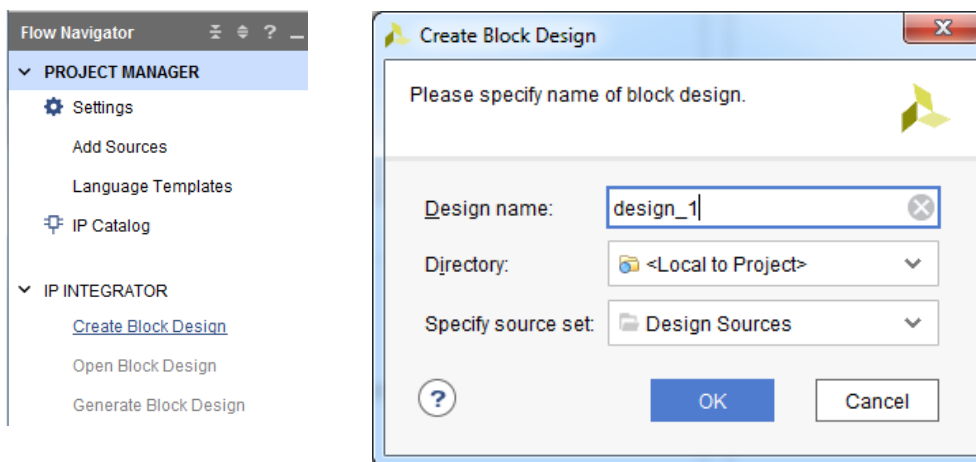 Flow Navigator ?
PROJECT MANAGER
Settings
Add Sources
Language Templates
IP Catalog
IP INTEGRATOR
Create Block Design
Open Block Design
Generate Block Design
Create Block Design
Please specify name of block design.
Design name: design_1
Directory: <Local to Project>
Specify source set: Design Sources
? OK Cancel